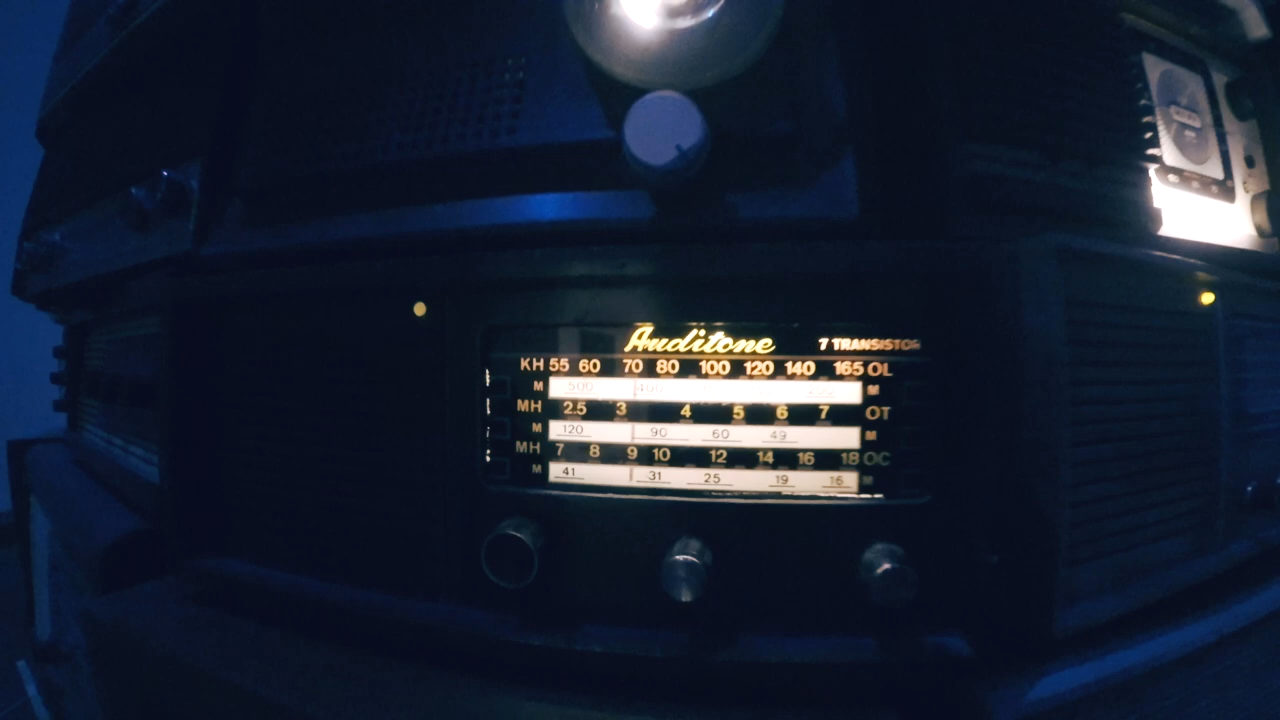 Auditone
7 TRANSISTOR
KH 55 60 70 80 100 120 140 165 OL
M 500 400 M
MH 2.5 3 4 5 6 7 OT
M 120 90 60 49 M
MH 7 8 9 10 12 14 16 18 OC
M 41 31 25 19 16 M